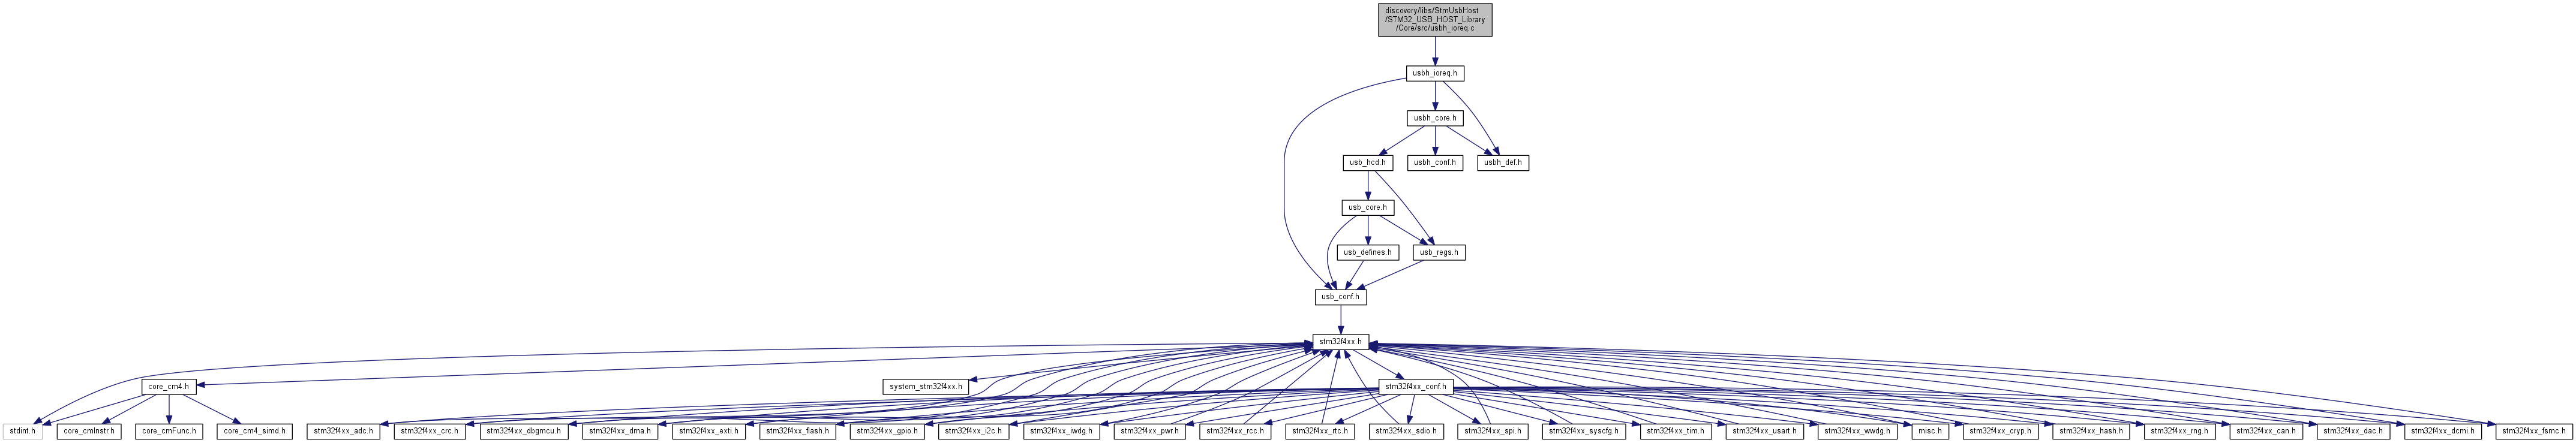 discovery/libs/StmUsbHost
/STM32_USB_HOST_Library
/Core/src/usbh_ioreq.c
usbh_ioreq.h
usbh_core.h
usb_hcd.h
usbh_conf.h
usbh_def.h
usb_core.h
usb_defines.h
usb_regs.h
usb_conf.h
stm32f4xx.h
core_cm4.h
system_stm32f4xx.h
stm32f4xx_conf.h
stdint.h
core_cmInstr.h
core_cmFunc.h
core_cm4_simd.h
stm32f4xx_adc.h
stm32f4xx_crc.h
stm32f4xx_dbgmcu.h
stm32f4xx_dma.h
stm32f4xx_exti.h
stm32f4xx_flash.h
stm32f4xx_gpio.h
stm32f4xx_i2c.h
stm32f4xx_iwdg.h
stm32f4xx_pwr.h
stm32f4xx_rcc.h
stm32f4xx_rtc.h
stm32f4xx_sdio.h
stm32f4xx_spi.h
stm32f4xx_syscfg.h
stm32f4xx_tim.h
stm32f4xx_usart.h
stm32f4xx_wwdg.h
misc.h
stm32f4xx_cryp.h
stm32f4xx_hash.h
stm32f4xx_rng.h
stm32f4xx_can.h
stm32f4xx_dac.h
stm32f4xx_dcmi.h
stm32f4xx_fsmc.h